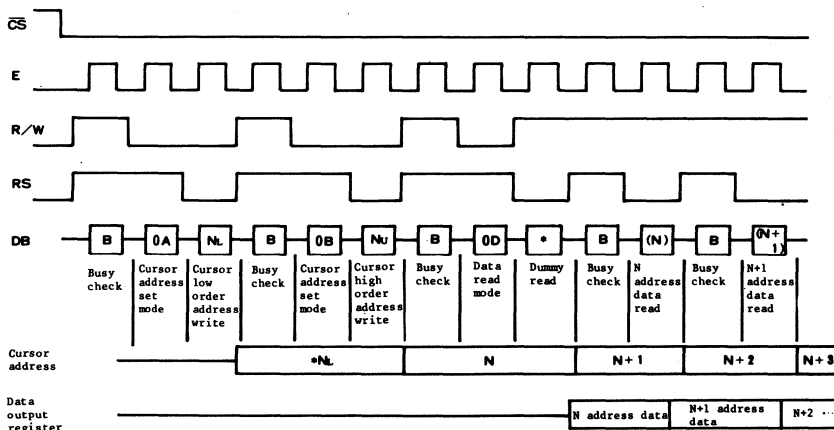 CS
E
R/W
RS
DB B 0A NL B 0B NU B 0D * B (N) B (N+1)
Busy check
Cursor address set mode
Cursor low order address write
Busy check
Cursor address set mode
Cursor high order address write
Busy check
Data read mode
Dummy read
Busy check
N address data read
Busy check
N+1 address data read
Cursor address
*NL N N+1 N+2 N+3
Data output register
N address data N+1 address data N+2 ...